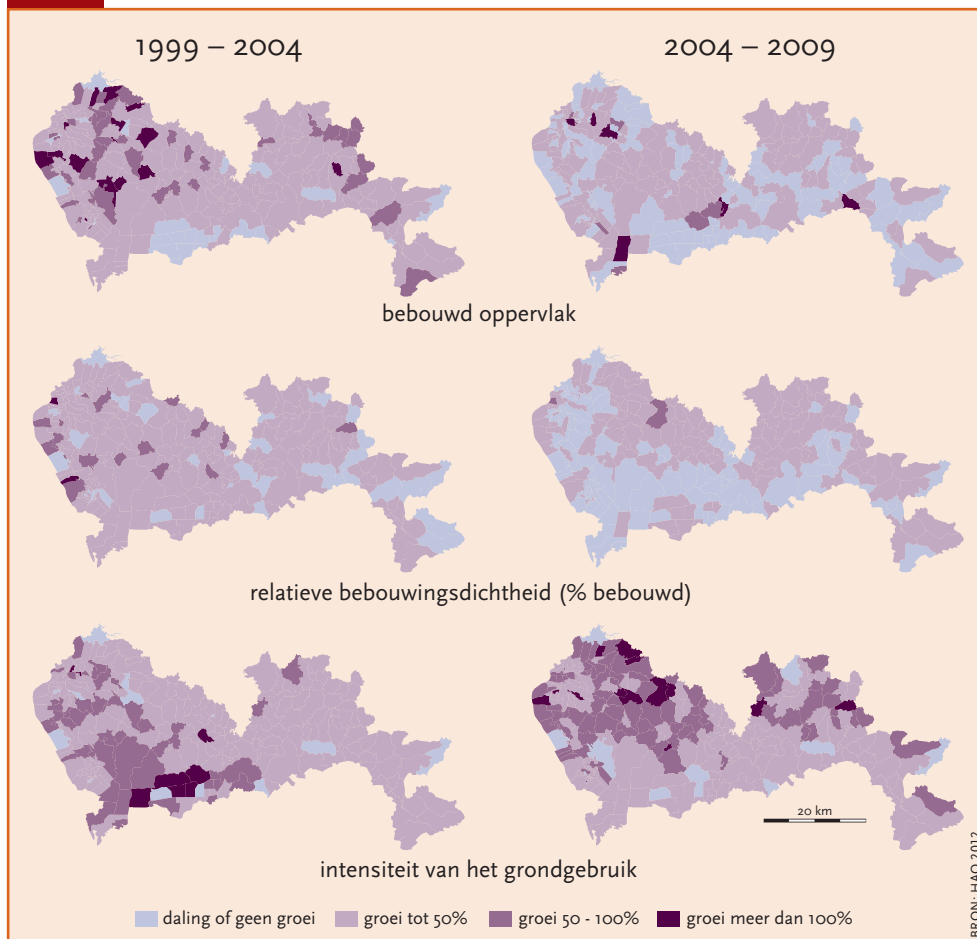 1999 – 2004
2004 – 2009
bebouwd oppervlak
relatieve bebouwingsdichtheid (% bebouwd)
20 km
intensiteit van het grondgebruik
daling of geen groei
groei tot 50%
groei 50 - 100%
groei meer dan 100%
BRON: HAO 2012